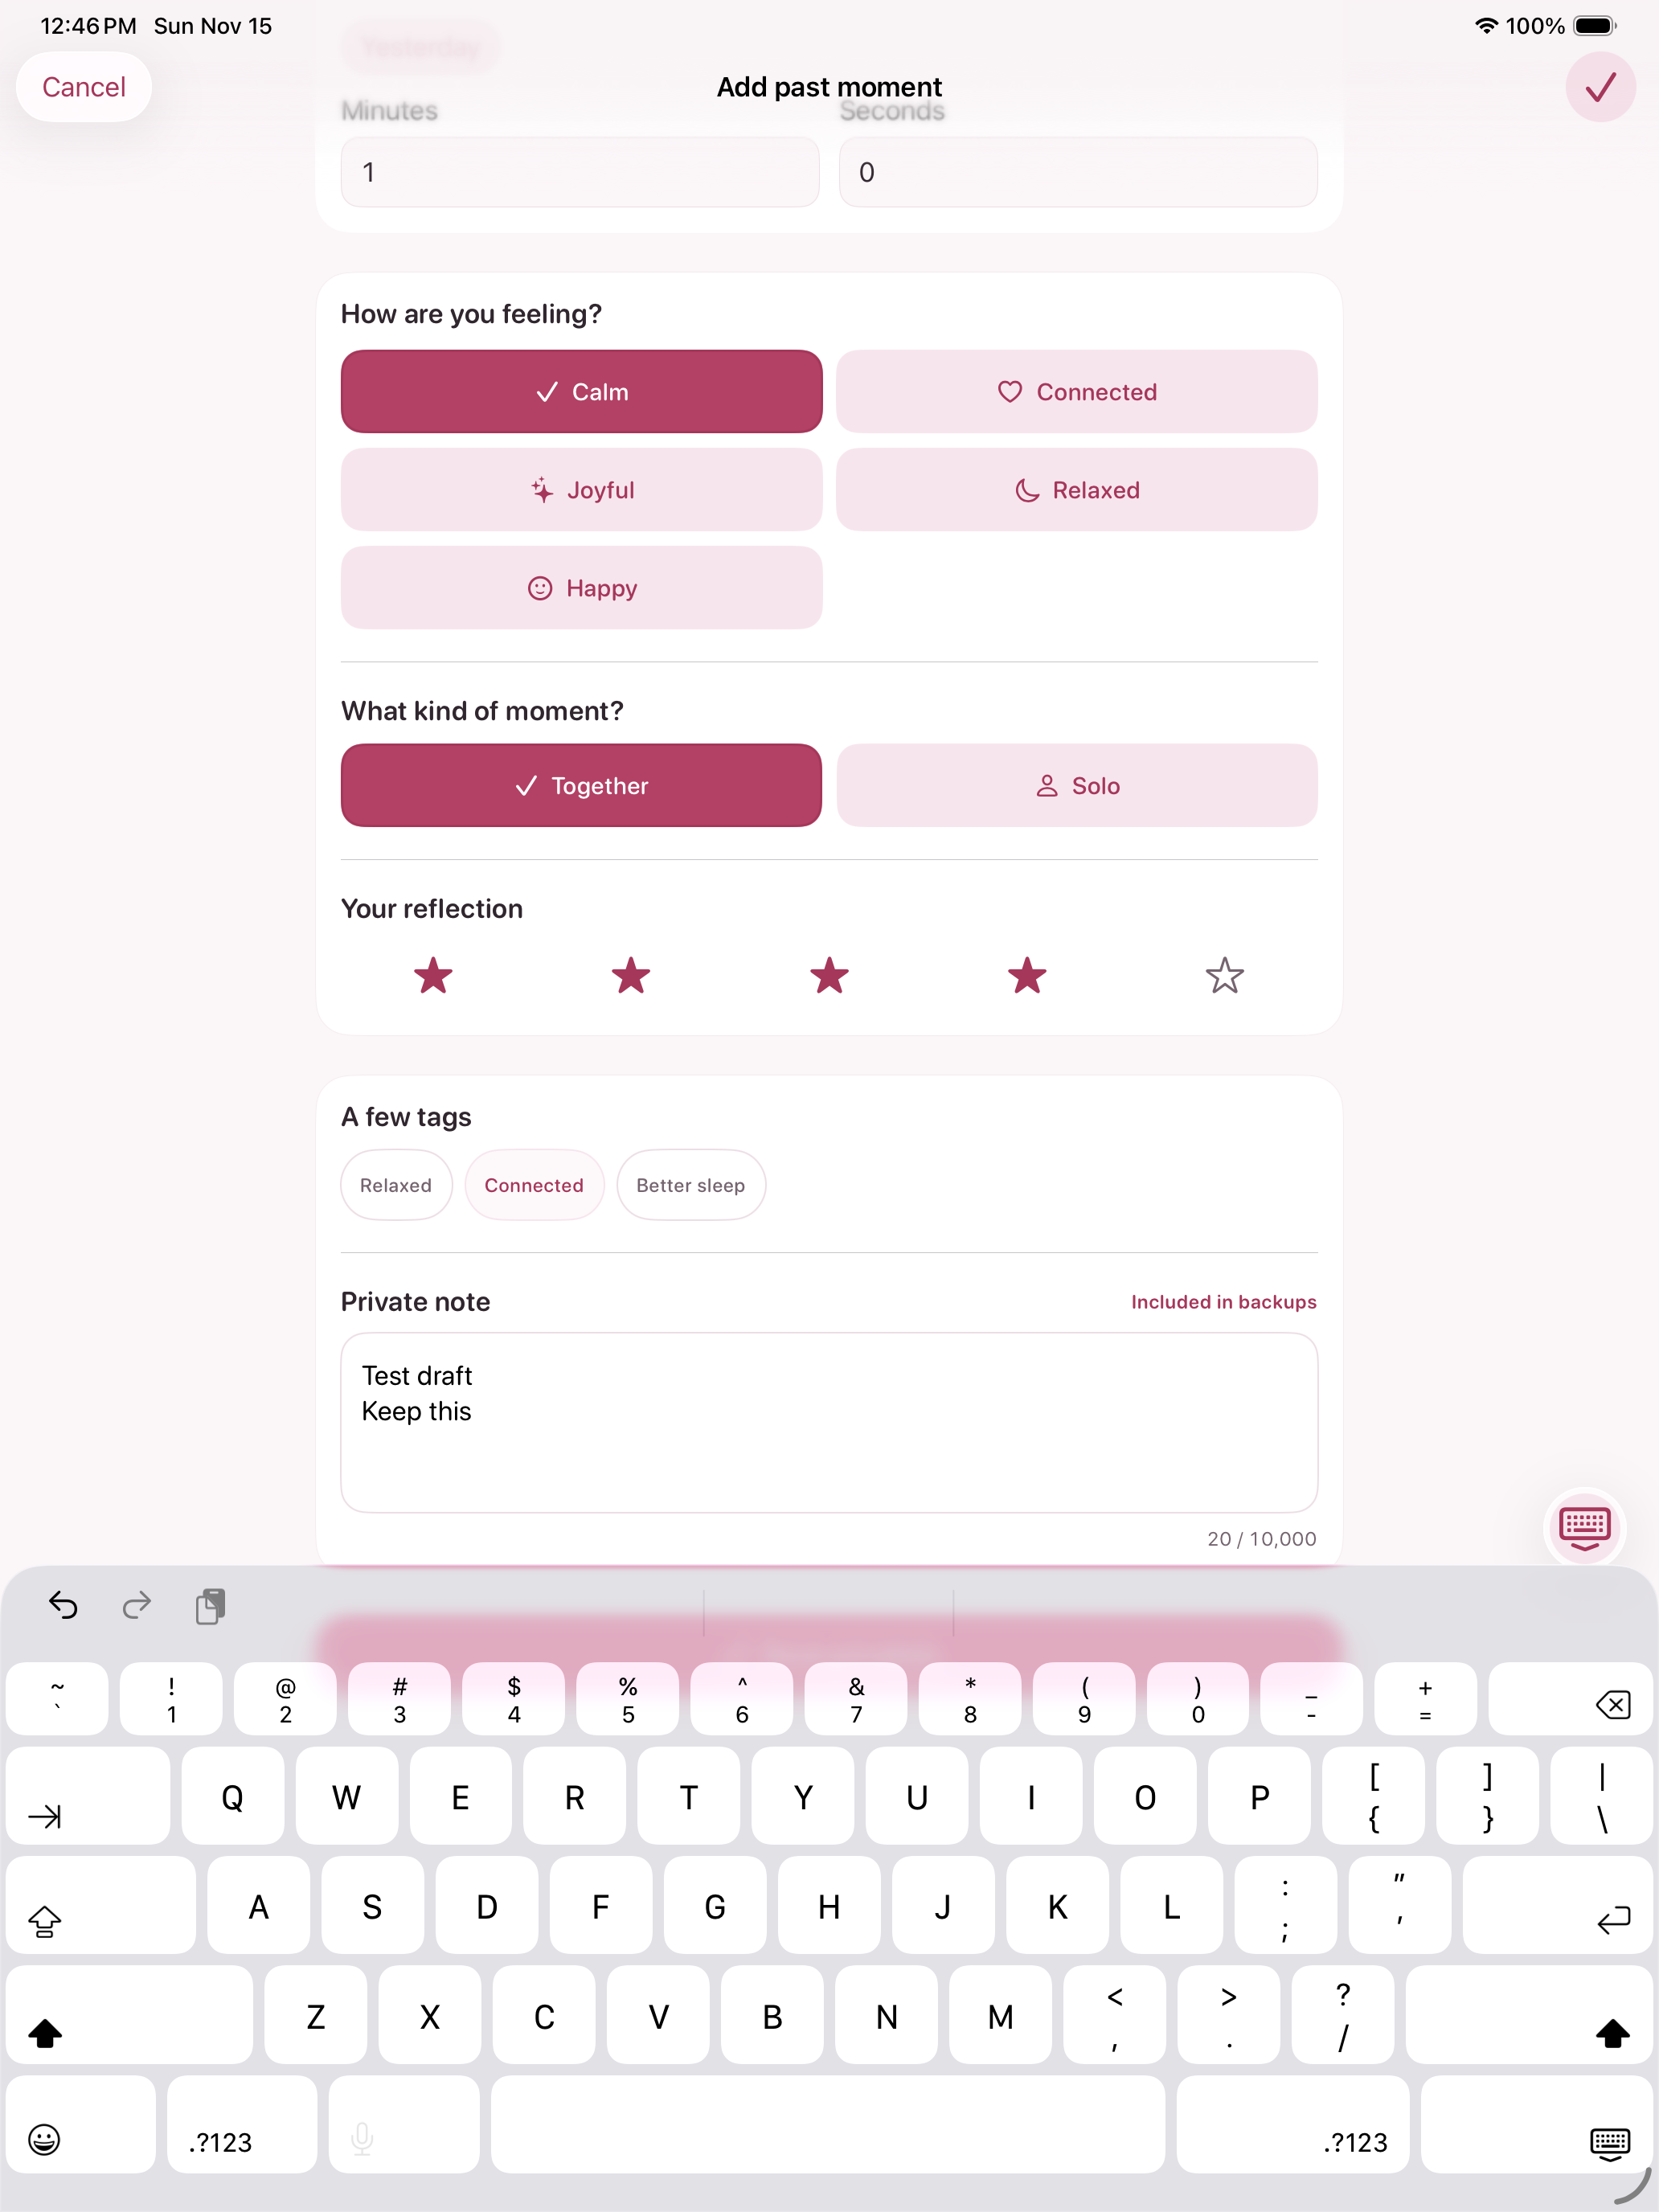 12:46 PM Sun Nov 15
100%
Yesterday
Cancel
Add past moment
Minutes
Seconds
1
0
How are you feeling?
Calm
Connected
Joyful
Relaxed
Happy
What kind of moment?
Together
Solo
Your reflection
A few tags
Relaxed
Connected
Better sleep
Private note
Included in backups
Test draft
Keep this
20 / 10,000
~ ! @ # $ % ^ & * ( ) _ +
` 1 2 3 4 5 6 7 8 9 0 - =
Q W E R T Y U I O P [ ] |
{ } \
A S D F G H J K L : "
; '
Z X C V B N M < > ?
, . /
.?123
.?123